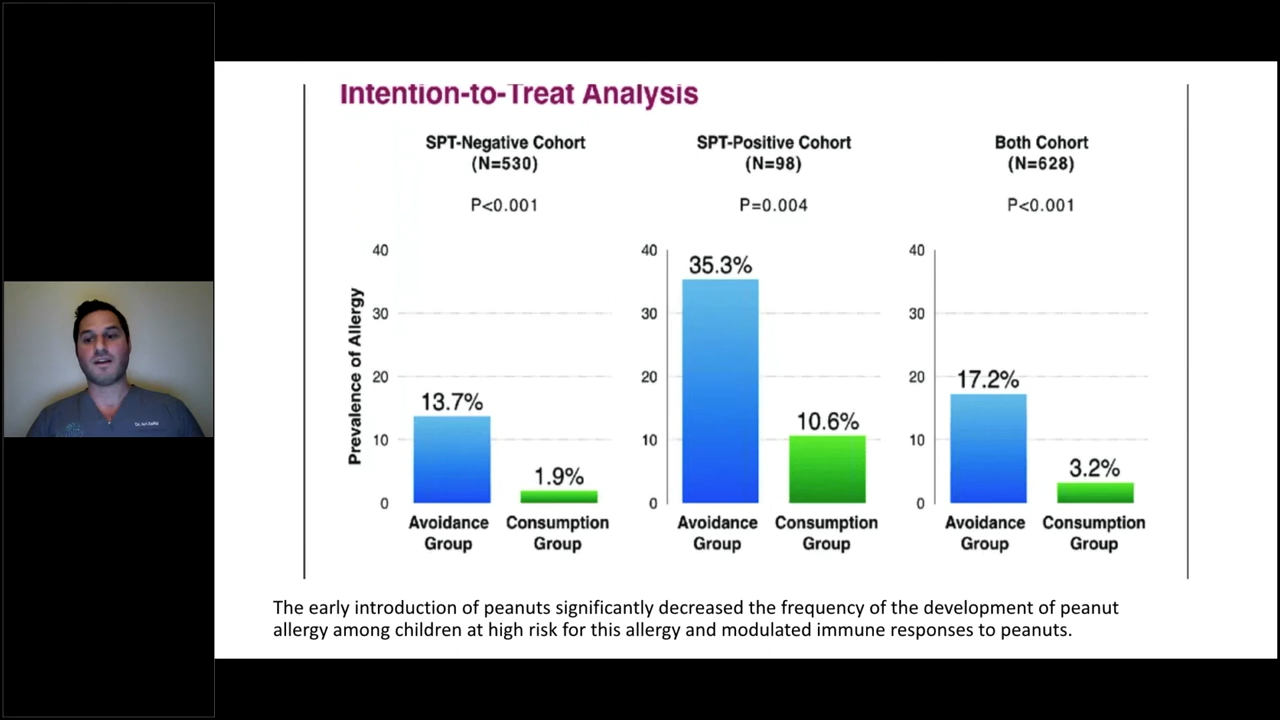 Intention-to-Treat Analysis
SPT-Negative Cohort
(N=530)
P<0.001
SPT-Positive Cohort
(N=98)
P=0.004
Both Cohort
(N=628)
P<0.001
Prevalence of Allergy
40
30
20
10
0
13.7%
1.9%
Avoidance
Group
Consumption
Group
40
30
20
10
0
35.3%
10.6%
Avoidance
Group
Consumption
Group
40
30
20
10
0
17.2%
3.2%
Avoidance
Group
Consumption
Group
The early introduction of peanuts significantly decreased the frequency of the development of peanut
allergy among children at high risk for this allergy and modulated immune responses to peanuts.